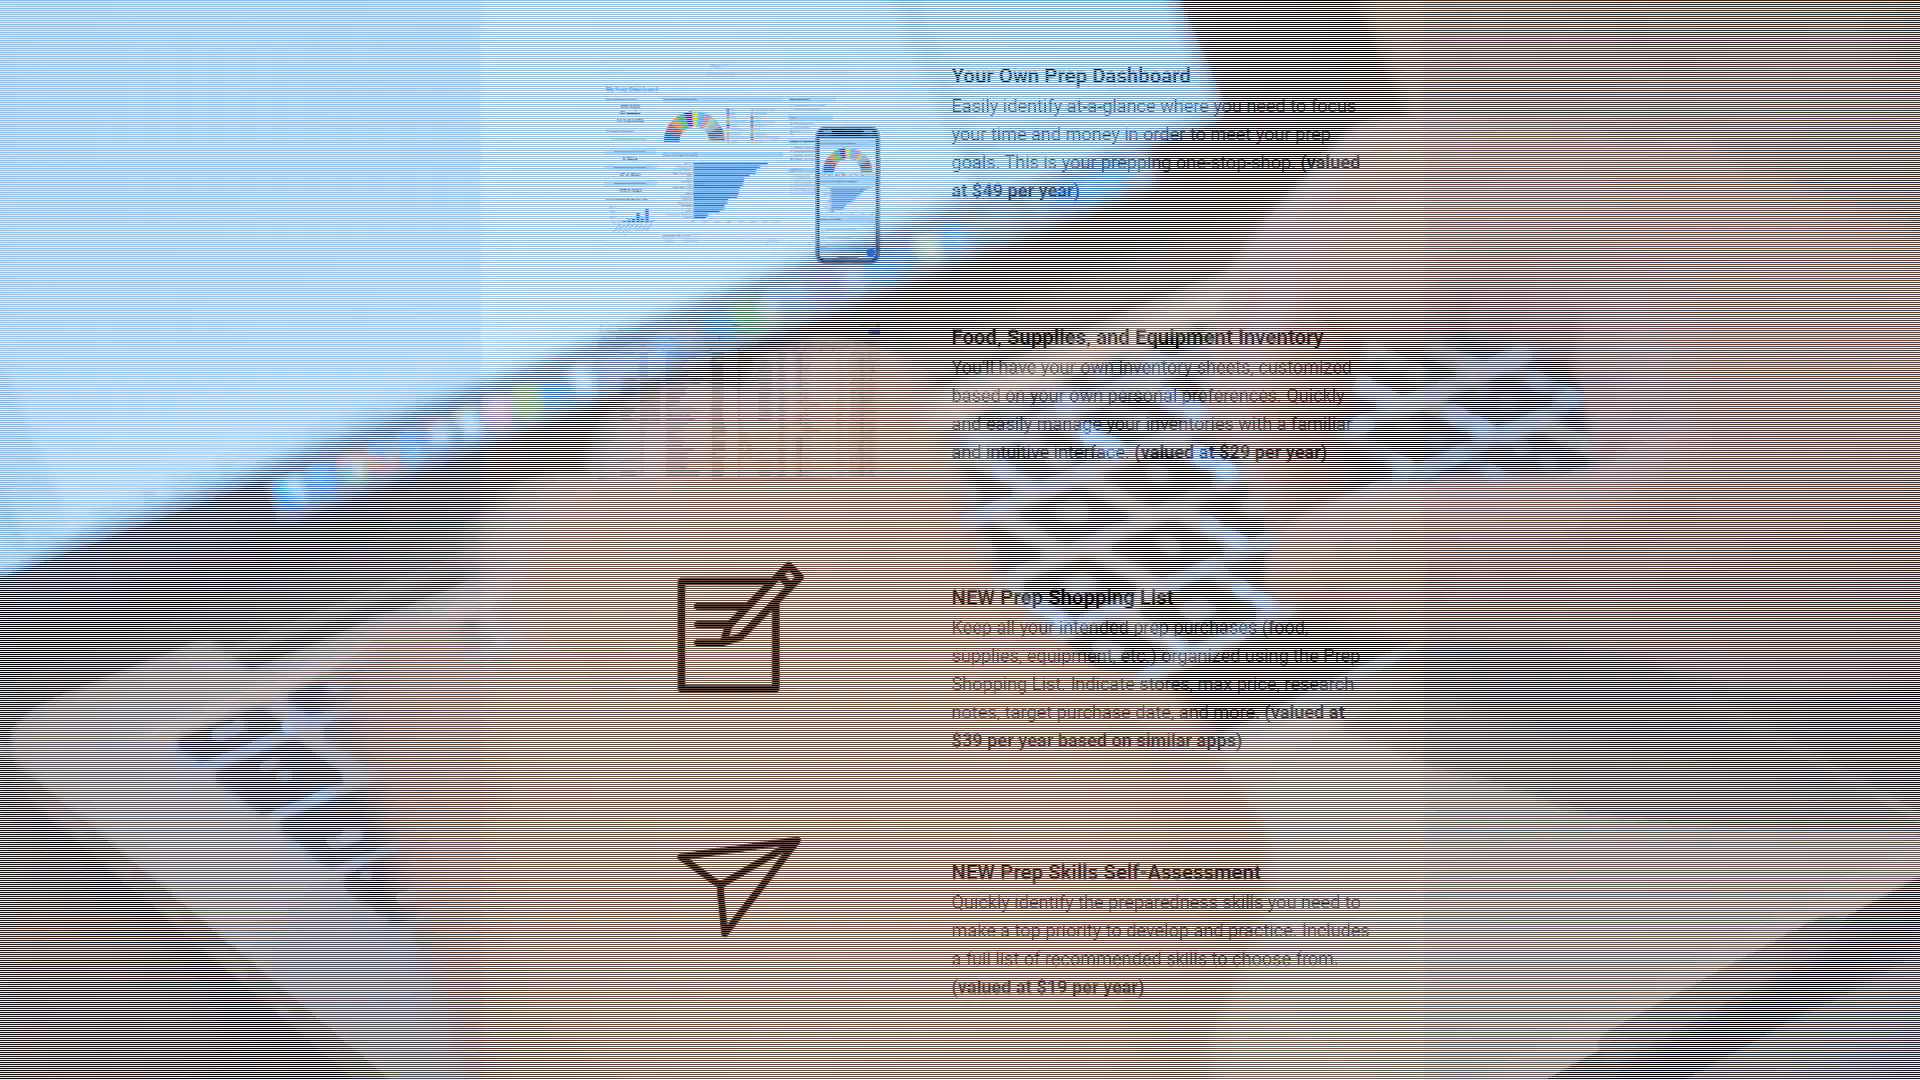 Your Own Prep Dashboard
Easily identify at-a-glance where you need to focus
your time and money in order to meet your prep
goals. This is your prepping one-stop-shop. (valued
at $49 per year)
Food, Supplies, and Equipment Inventory
You'll have your own inventory sheets, customized
based on your own personal preferences. Quickly
and easily manage your inventories with a familiar
and intuitive interface. (valued at $29 per year)
NEW Prep Shopping List
Keep all your intended prep purchases (food,
supplies, equipment, etc.) organized using the Prep
Shopping List. Indicate stores, max price, research
notes, target purchase date, and more. (valued at
$39 per year based on similar apps)
NEW Prep Skills Self-Assessment
Quickly identify the preparedness skills you need to
make a top priority to develop and practice. Includes
a full list of recommended skills to choose from.
(valued at $19 per year)